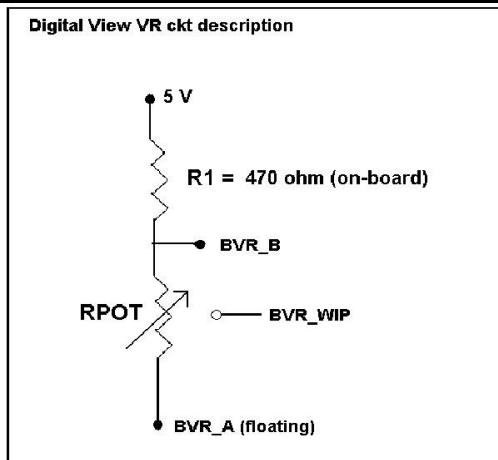 Digital View VR ckt description
5 V
R1 = 470 ohm (on-board)
BVR_B
RPOT
BVR_WIP
BVR_A (floating)